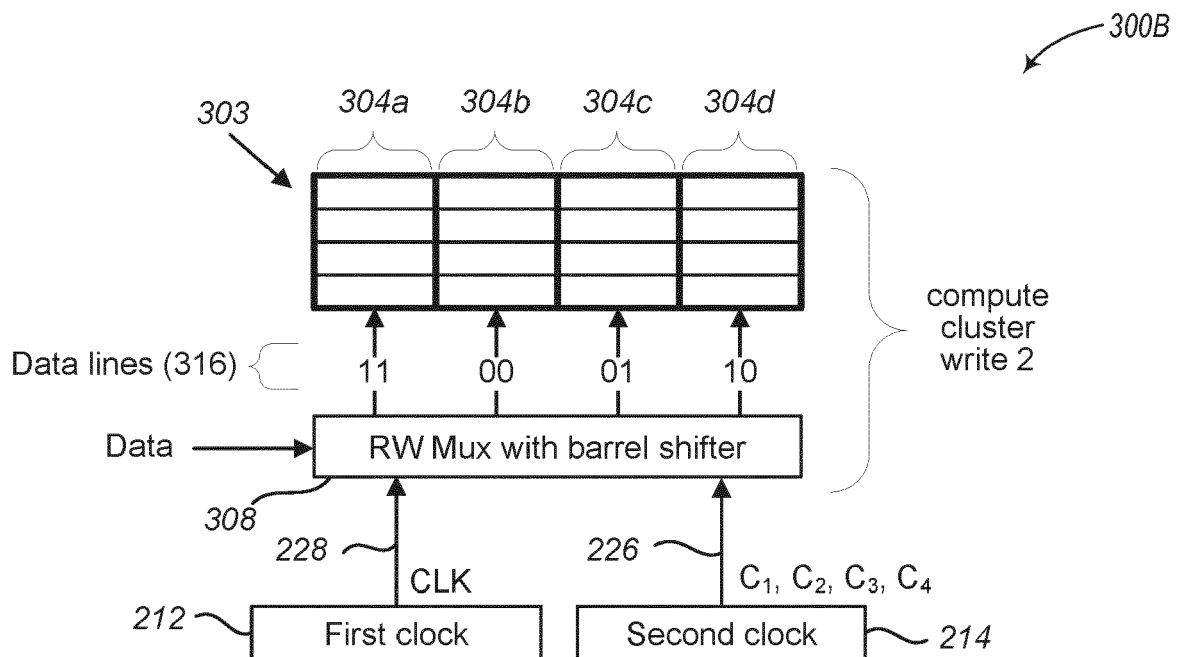 300B
303 304a 304b 304c 304d
compute
cluster
write 2
Data lines (316) 11 00 01 10
Data RW Mux with barrel shifter
308
228 226
CLK C₁, C₂, C₃, C₄
212 First clock Second clock 214